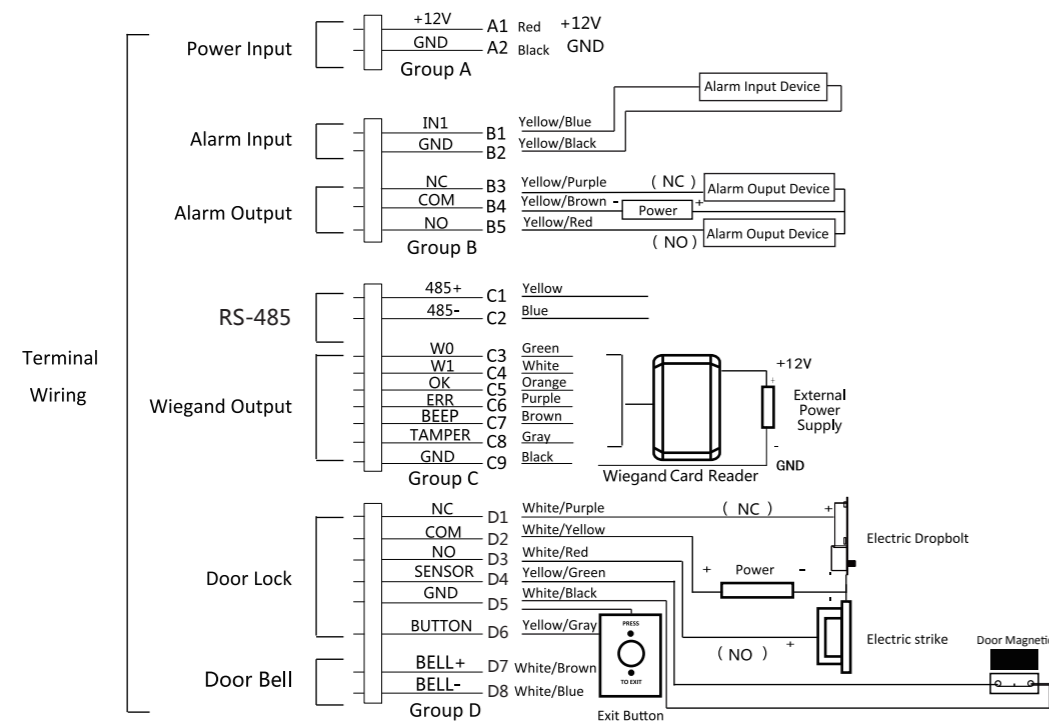 +12V
A1 Red +12V
Power Input
GND
A2 Black GND
Group A
Alarm Input Device
Alarm Input
IN1
B1 Yellow/Blue
GND
B2 Yellow/Black
Alarm Output
NC
B3 Yellow/Purple ( NC ) Alarm Ouput Device
COM
B4 Yellow/Brown - Power +
NO
B5 Yellow/Red ( NO ) Alarm Ouput Device
Group B
RS-485
485+
C1 Yellow
485-
C2 Blue
Terminal
Wiring
Wiegand Output
W0
C3 Green
W1
C4 White
OK
C5 Orange
ERR
C6 Purple
BEEP
C7 Brown
TAMPER
C8 Gray
GND
C9 Black
Group C
+12V
+
External
Power
Supply
-
GND
Wiegand Card Reader
Door Lock
NC
D1 White/Purple ( NC ) +
COM
D2 White/Yellow
Electric Dropbolt
NO
D3 White/Red
SENSOR
D4 Yellow/Green
+ Power -
GND
D5 White/Black
BUTTON
D6 Yellow/Gray
PRESS
TO EXIT
Exit Button
( NO ) +
Electric strike
Door Magnetic
Door Bell
BELL+
D7 White/Brown
BELL-
D8 White/Blue
Group D